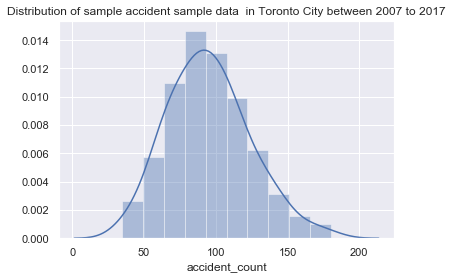 Distribution of sample accident sample data  in Toronto City between 2007 to 2017
0.014
0.012
0.010
0.008
0.006
0.004
0.002
0.000
0 50 100 150 200
accident_count